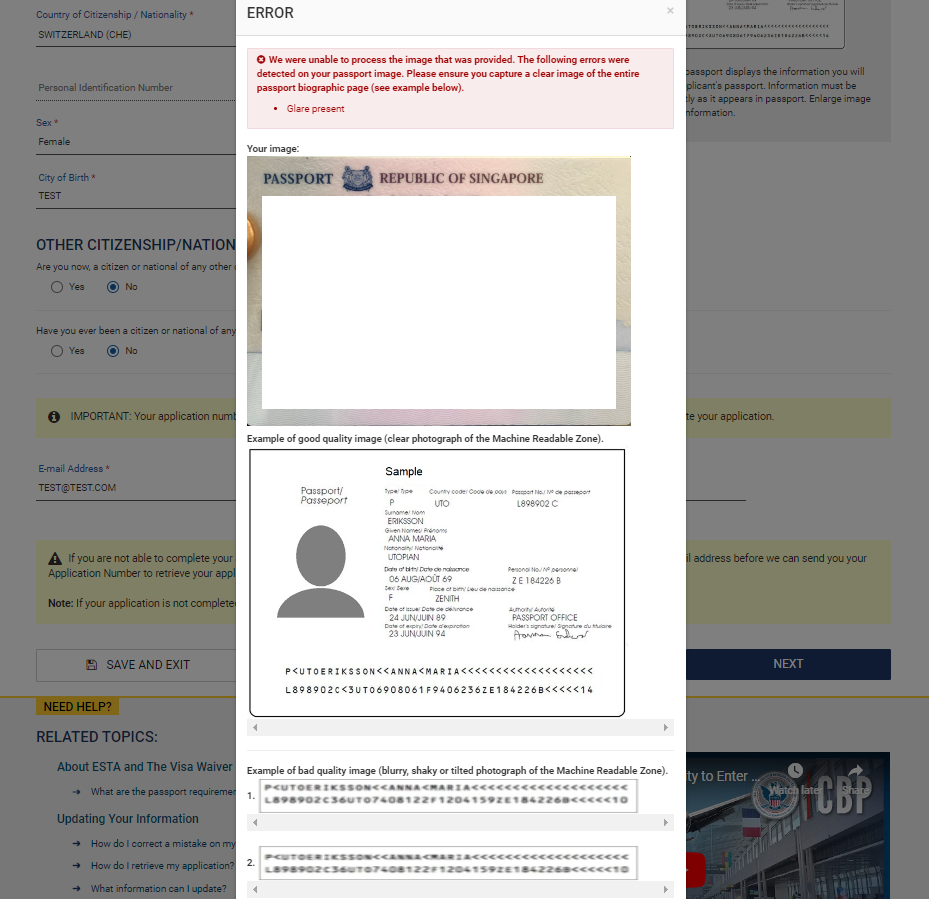 Country of Citizenship / Nationality *
SWITZERLAND (CHE)
Personal Identification Number
Sex *
Female
City of Birth *
TEST
OTHER CITIZENSHIP/NATION
Are you now, a citizen or national of any other
Yes
No
Have you ever been a citizen or national of any
Yes
No
IMPORTANT: Your application numb
te your application.
E-mail Address *
TEST@TEST.COM
If you are not able to complete your
il address before we can send you your
Application Number to retrieve your appl
Note: If your application is not complete
SAVE AND EXIT
NEXT
NEED HELP?
RELATED TOPICS:
About ESTA and The Visa Waiver
What are the passport requiremen
Updating Your Information
How do I correct a mistake on my
How do I retrieve my application?
What information can I update?
passport displays the information you will
plicant's passport. Information must be
tly as it appears in passport. Enlarge image
nformation.
ity to Enter ...
Watch later
Share
CBP
ERROR
×
We were unable to process the image that was provided. The following errors were
detected on your passport image. Please ensure you capture a clear image of the entire
passport biographic page (see example below).
Glare present
Your image:
PASSPORT REPUBLIC OF SINGAPORE
Example of good quality image (clear photograph of the Machine Readable Zone).
Sample
Passport/
Passeport
Type/ Type Country code/ Code de pays Passport No./ Nº de passeport
P UTO L898902 C
Surname/ Nom
ERIKSSON
Given Names/ Prénoms
ANNA MARIA
Nationality/ Nationalité
UTOPIAN
Date of birth/ Date de naissance Personal No./ Nº personnel
06 AUG/AOÛT 69 Z E 184226 B
Sex/ Sexe Place of birth/ Lieu de naissance
F ZENITH
Date of issue/ Date de délivrance Authority/ Autorité
24 JUN/JUIN 89 PASSPORT OFFICE
Date of expiry/ Date d'expiration Holder's signature/ Signature du titulaire
23 JUN/JUIN 94
P<UTOERIKSSON<<ANNA<MARIA<<<<<<<<<<<<<<<<<<<
L898902C<3UTO6908061F9406236ZE184226B<<<<<14
Example of bad quality image (blurry, shaky or tilted photograph of the Machine Readable Zone).
1.
P<UTOERIKSSON<<ANNA<MARIA<<<<<<<<<<<<<<<<<<<
L898902C36UTO7408122F1204159ZE184226B<<<<<10
2.
P<UTOERIKSSON<<ANNA<MARIA<<<<<<<<<<<<<<<<<<<
L898902C36UTO7408122F1204159ZE184226B<<<<<10